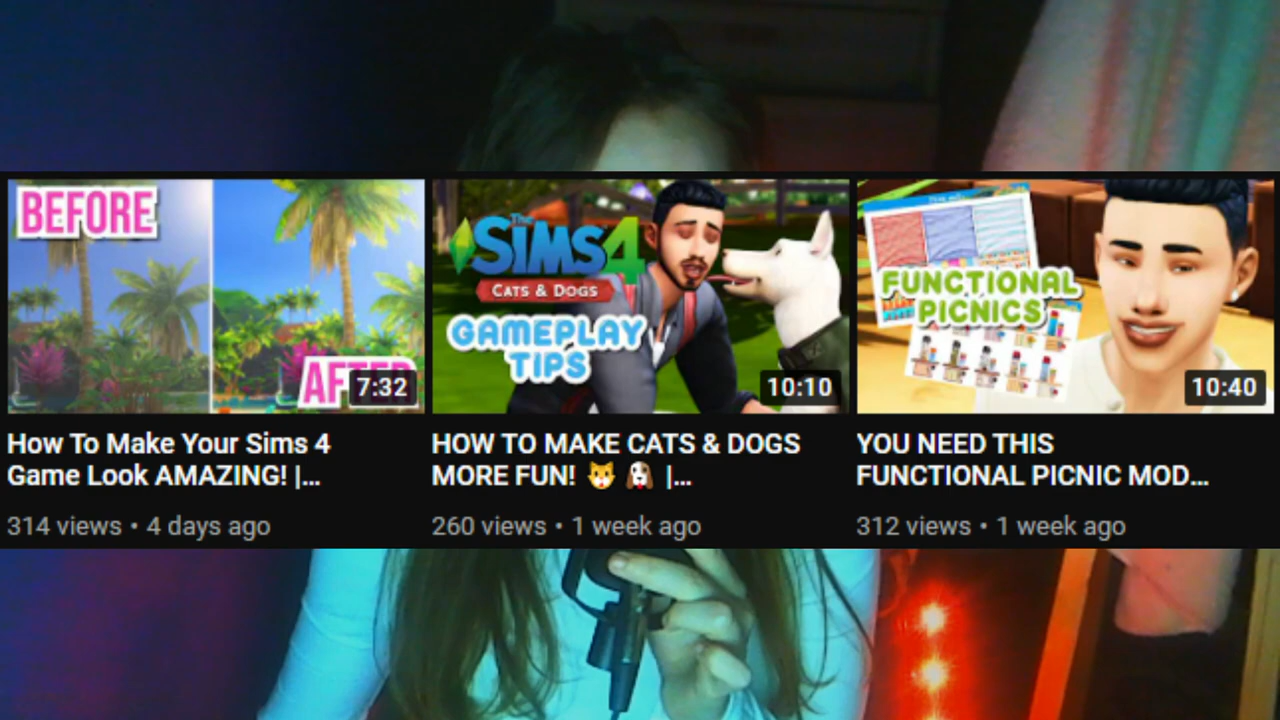 BEFORE
AFTER
7:32
How To Make Your Sims 4
Game Look AMAZING! |...
314 views • 4 days ago
The
SiMS 4
CATS & DOGS
GAMEPLAY
TIPS
10:10
HOW TO MAKE CATS & DOGS
MORE FUN! 🐱 🐶 |...
260 views • 1 week ago
FUNCTIONAL
PICNICS
10:40
YOU NEED THIS
FUNCTIONAL PICNIC MOD...
312 views • 1 week ago